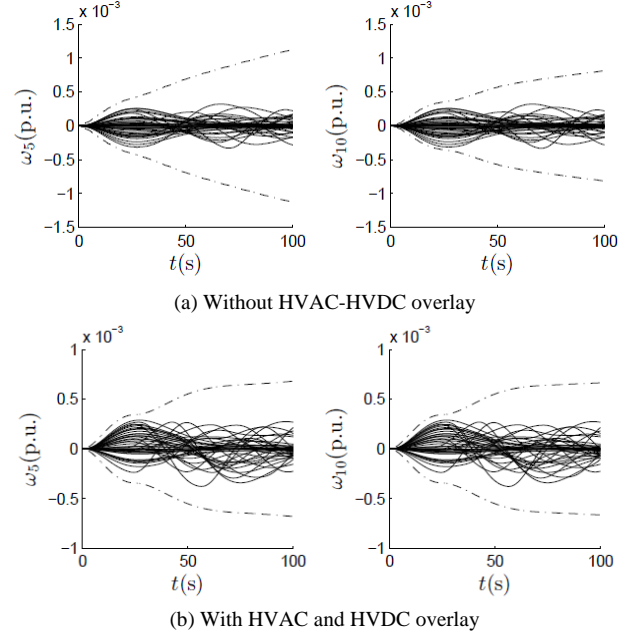 x 10⁻³
1.5
1
0.5
0
−0.5
−1
−1.5
0 50 100
t(s)
ω₅(p.u.)
x 10⁻³
1.5
1
0.5
0
−0.5
−1
−1.5
0 50 100
t(s)
ω₁₀(p.u.)
(a) Without HVAC-HVDC overlay
x 10⁻³
1
0.5
0
−0.5
−1
0 50 100
t(s)
ω₅(p.u.)
x 10⁻³
1
0.5
0
−0.5
−1
0 50 100
t(s)
ω₁₀(p.u.)
(b) With HVAC and HVDC overlay